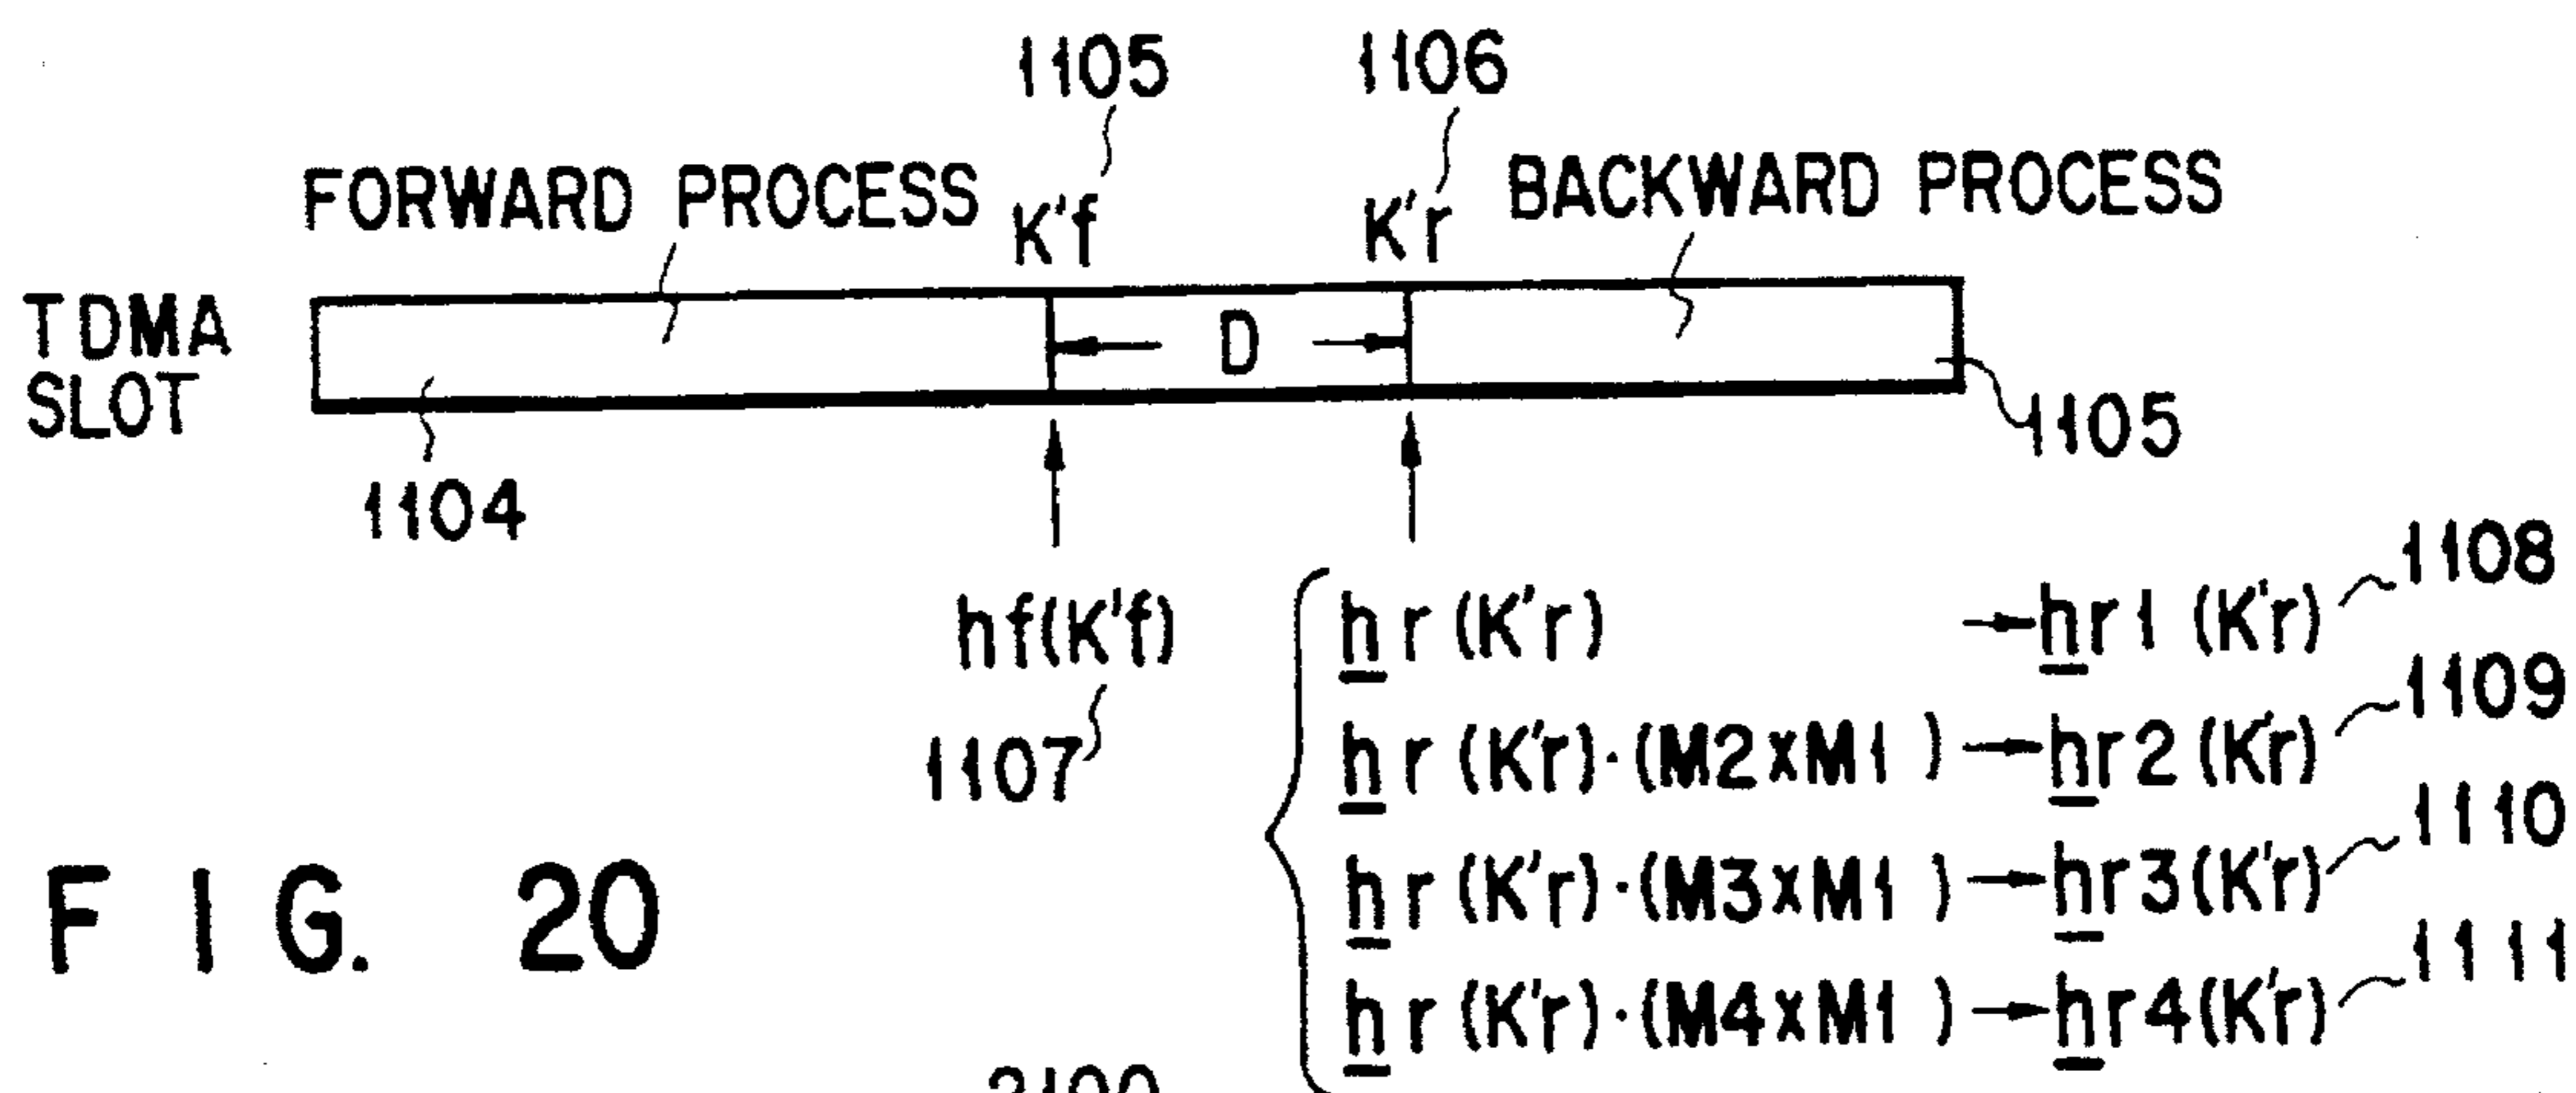 1105 1106
FORWARD PROCESS K'f K'r BACKWARD PROCESS
TDMA
SLOT
D
1105
1104
hf(K'f)
1107
hr(K'r) → hr1(K'r) 1108
hr(K'r)·(M2xM1) → hr2(K'r) 1109
hr(K'r)·(M3xM1) → hr3(K'r) 1110
hr(K'r)·(M4xM1) → hr4(K'r) 1111
FIG. 20